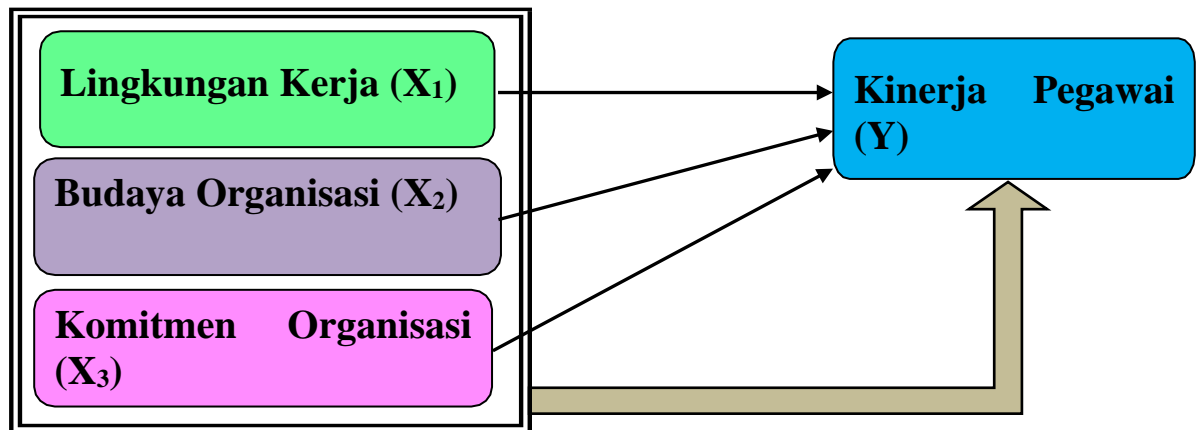 Lingkungan Kerja (X₁)
Budaya Organisasi (X₂)
Komitmen Organisasi
(X₃)
Kinerja Pegawai
(Y)